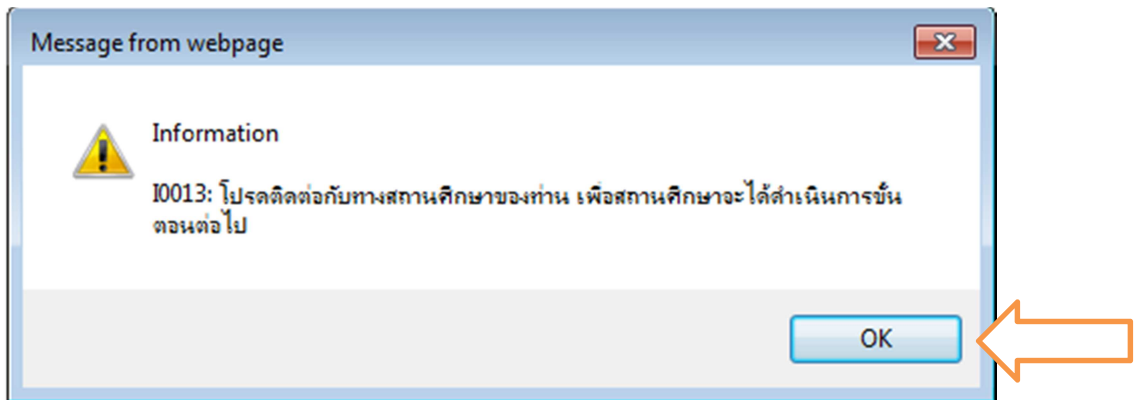 Message from webpage
Information
I0013: โปรดติดต่อกับทางสถานศึกษาของท่าน เพื่อสถานศึกษาจะได้ดำเนินการขั้น
ตอนต่อไป
OK